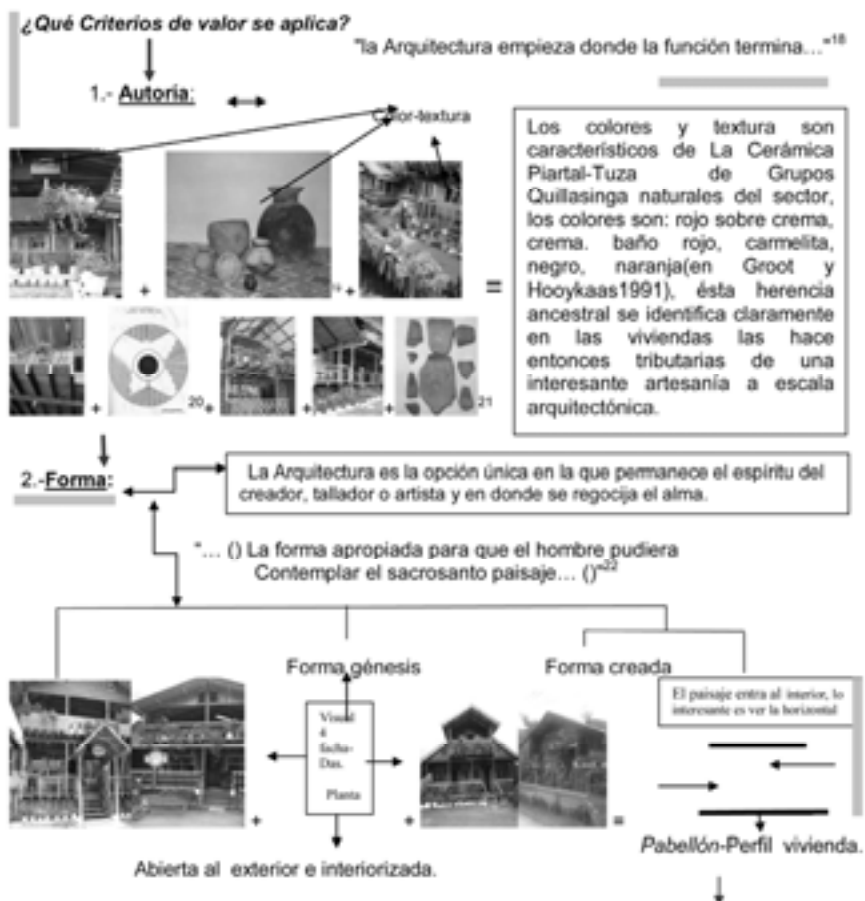 ¿Qué Criterios de valor se aplica?
"la Arquitectura empieza donde la función termina…"18
1.- Autoría:
Color-textura
Los colores y textura son
característicos de La Cerámica
Piartal-Tuza de Grupos
Quillasinga naturales del sector,
los colores son: rojo sobre crema,
crema. baño rojo, carmelita,
negro, naranja(en Groot y
Hooykaas1991), ésta herencia
ancestral se identifica claramente
en las viviendas las hace
entonces tributarias de una
interesante artesanía a escala
arquitectónica.
+ + =
+ 20 + + + 21
2.-Forma:
La Arquitectura es la opción única en la que permanece el espíritu del
creador, tallador o artista y en donde se regocija el alma.
"… () La forma apropiada para que el hombre pudiera
Contemplar el sacrosanto paisaje… ()"22
Forma génesis
Forma creada
El paisaje entra al interior, lo
interesante es ver la horizontal
Visual
4
facha-
Das.
Planta
+ + =
Pabellón-Perfil vivienda.
Abierta al exterior e interiorizada.